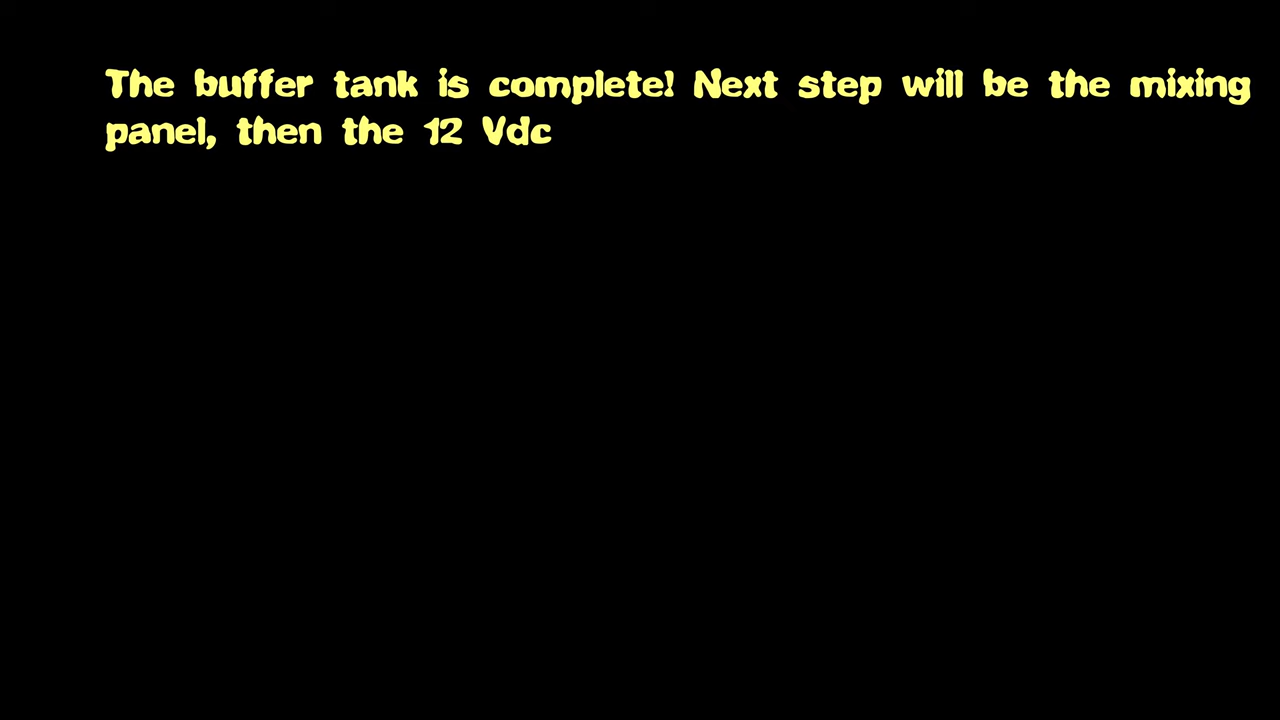 The buffer tank is complete! Next step will be the mixing
panel, then the 12 Vdc